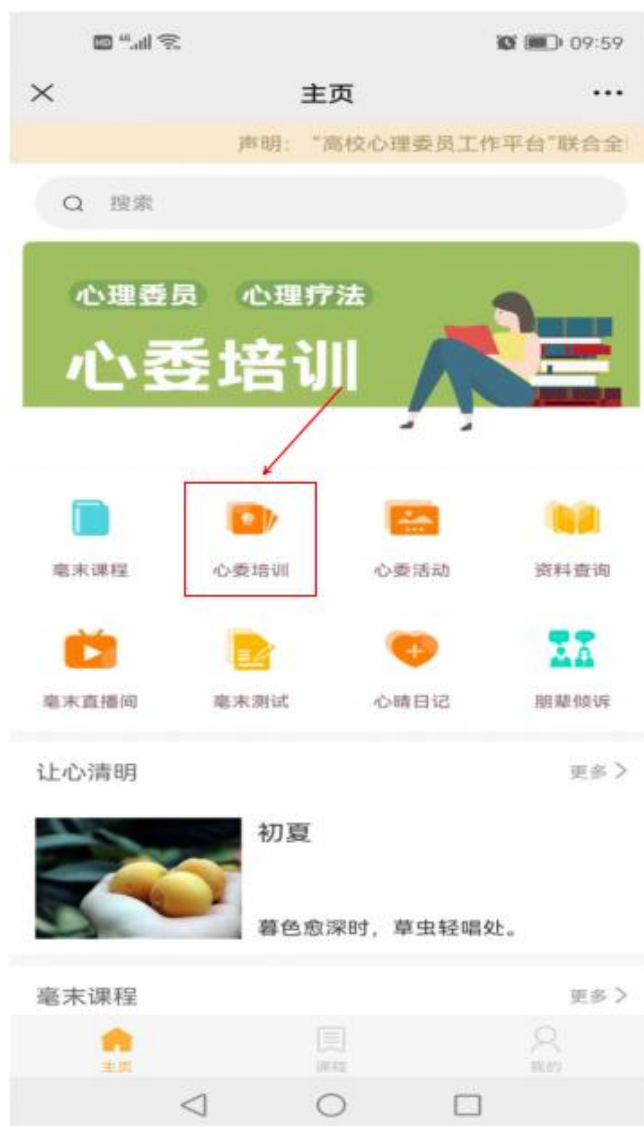 HD 4G 09:59
主页
声明：“高校心理委员工作平台”联合全
搜索
心理委员 心理疗法
心委培训
毫末课程 心委培训 心委活动 资料查询
毫末直播间 毫末测试 心晴日记 朋辈倾诉
让心清明 更多
初夏
暮色愈深时，草虫轻唱处。
毫末课程 更多
主页 课程 我的